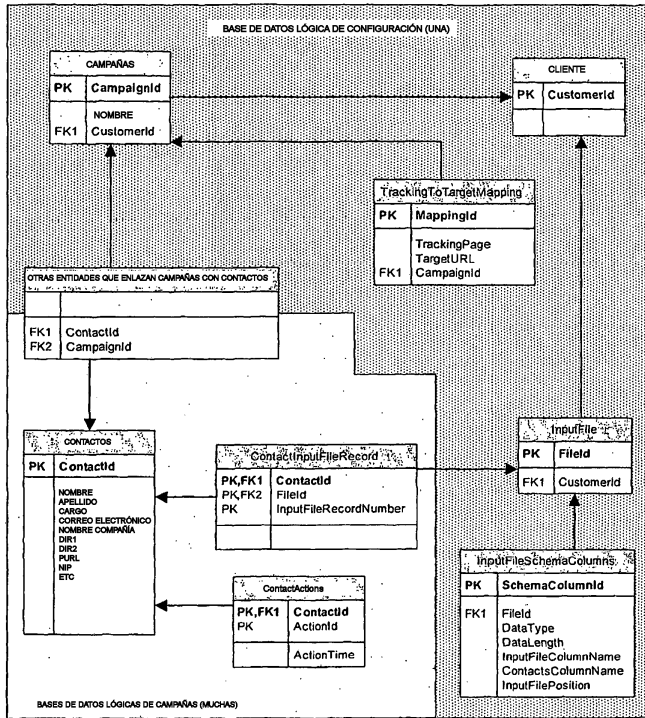 BASE DE DATOS LÓGICA DE CONFIGURACIÓN (UNA)
CAMPAÑAS
PK CampaignId
NOMBRE
FK1 CustomerId
CLIENTE
PK CustomerId
TrackingToTargetMapping
PK MappingId
TrackingPage
TargetURL
FK1 CampaignId
OTRAS ENTIDADES QUE ENLAZAN CAMPAÑAS CON CONTACTOS
FK1 ContactId
FK2 CampaignId
CONTACTOS
PK ContactId
NOMBRE
APELLIDO
CARGO
CORREO ELECTRÓNICO
NOMBRE COMPAÑÍA
DIR1
DIR2
PURL
NIP
ETC
ContactInputFileRecord
PK,FK1 ContactId
PK,FK2 FileId
PK InputFileRecordNumber
InputFile
PK FileId
FK1 CustomerId
ContactActions
PK,FK1 ContactId
PK ActionId
ActionTime
InputFileSchemaColumns
PK SchemaColumnId
FK1 FileId
DataType
DataLength
InputFileColumnName
ContactsColumnName
InputFilePosition
BASES DE DATOS LÓGICAS DE CAMPAÑAS (MUCHAS)